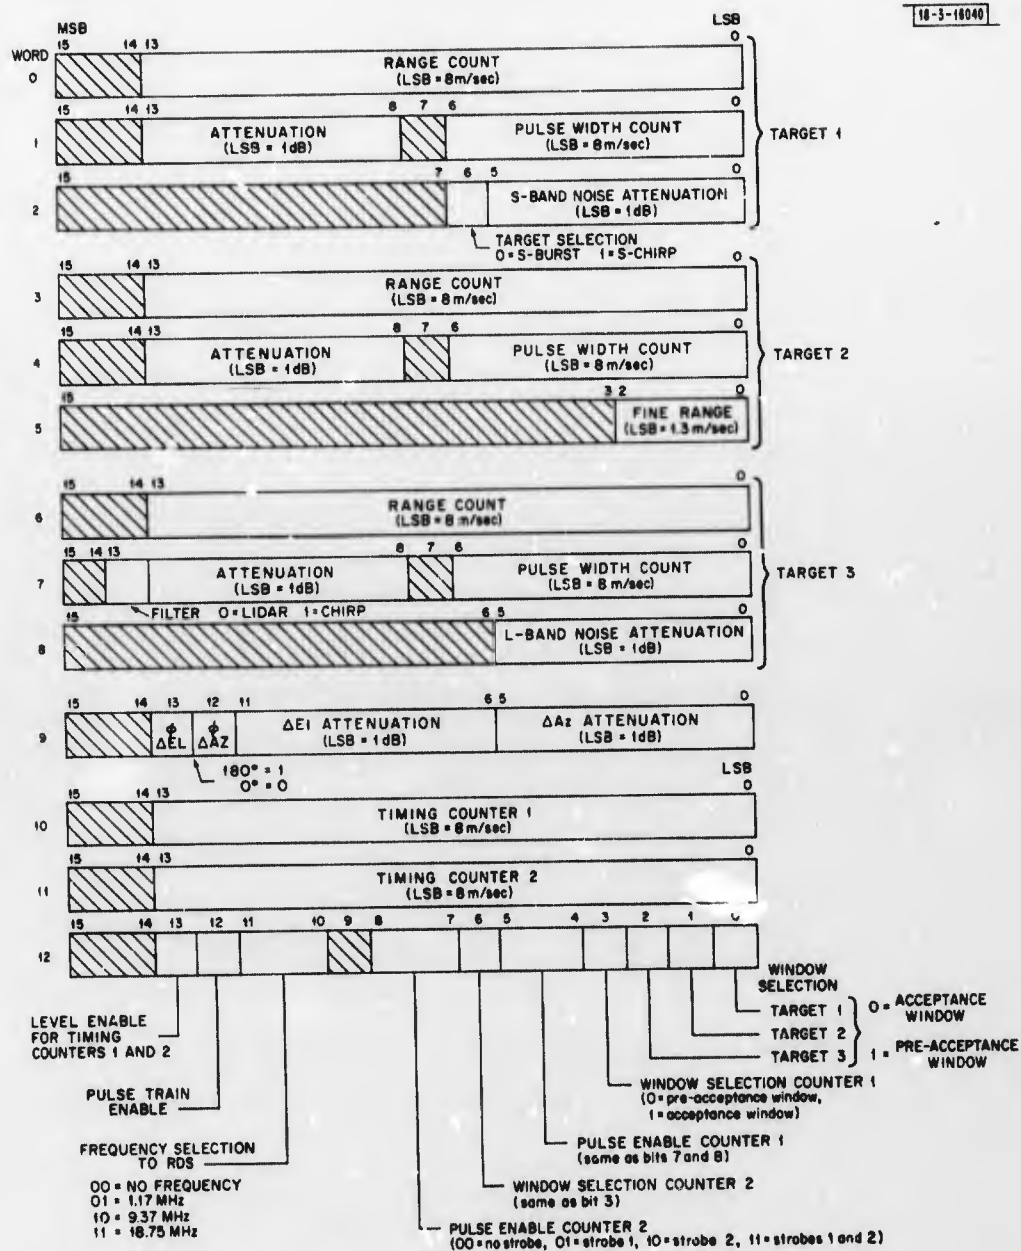 18-3-16040
MSB LSB
WORD 15 14 13 0
0 RANGE COUNT
(LSB = 8m/sec)
15 14 13 8 7 6 0
1 ATTENUATION PULSE WIDTH COUNT TARGET 1
(LSB = 1dB) (LSB = 8m/sec)
15 7 6 5 0
2 S-BAND NOISE ATTENUATION
(LSB = 1dB)
TARGET SELECTION
0 = S-BURST 1 = S-CHIRP
15 14 13 0
3 RANGE COUNT
(LSB = 8m/sec)
15 14 13 8 7 6 0
4 ATTENUATION PULSE WIDTH COUNT TARGET 2
(LSB = 1dB) (LSB = 8m/sec)
15 3 2 0
5 FINE RANGE
(LSB = 1.3m/sec)
15 14 13 0
6 RANGE COUNT
(LSB = 8m/sec)
15 14 13 8 7 6 0
7 ATTENUATION PULSE WIDTH COUNT TARGET 3
(LSB = 1dB) (LSB = 8m/sec)
FILTER 0 = LIDAR 1 = CHIRP
15 6 5 0
8 L-BAND NOISE ATTENUATION
(LSB = 1dB)
15 14 13 12 11 6 5 0
9 ϕ ϕ ΔEl ATTENUATION ΔAz ATTENUATION
ΔEL ΔAZ (LSB = 1dB) (LSB = 1dB)
180° = 1
0° = 0
LSB
15 14 13 0
10 TIMING COUNTER 1
(LSB = 8m/sec)
15 14 13 0
11 TIMING COUNTER 2
(LSB = 8m/sec)
15 14 13 12 11 10 9 8 7 6 5 4 3 2 1 0
12
WINDOW
SELECTION
TARGET 1 0 = ACCEPTANCE
WINDOW
TARGET 2
TARGET 3 1 = PRE-ACCEPTANCE
WINDOW
LEVEL ENABLE
FOR TIMING
COUNTERS 1 AND 2
WINDOW SELECTION COUNTER 1
(0 = pre-acceptance window,
1 = acceptance window)
PULSE TRAIN
ENABLE
PULSE ENABLE COUNTER 1
(same as bits 7 and 8)
FREQUENCY SELECTION
TO RDS
00 = NO FREQUENCY
01 = 1.17 MHz
10 = 9.37 MHz
11 = 18.75 MHz
WINDOW SELECTION COUNTER 2
(same as bit 3)
PULSE ENABLE COUNTER 2
(00 = no strobe, 01 = strobe 1, 10 = strobe 2, 11 = strobes 1 and 2)